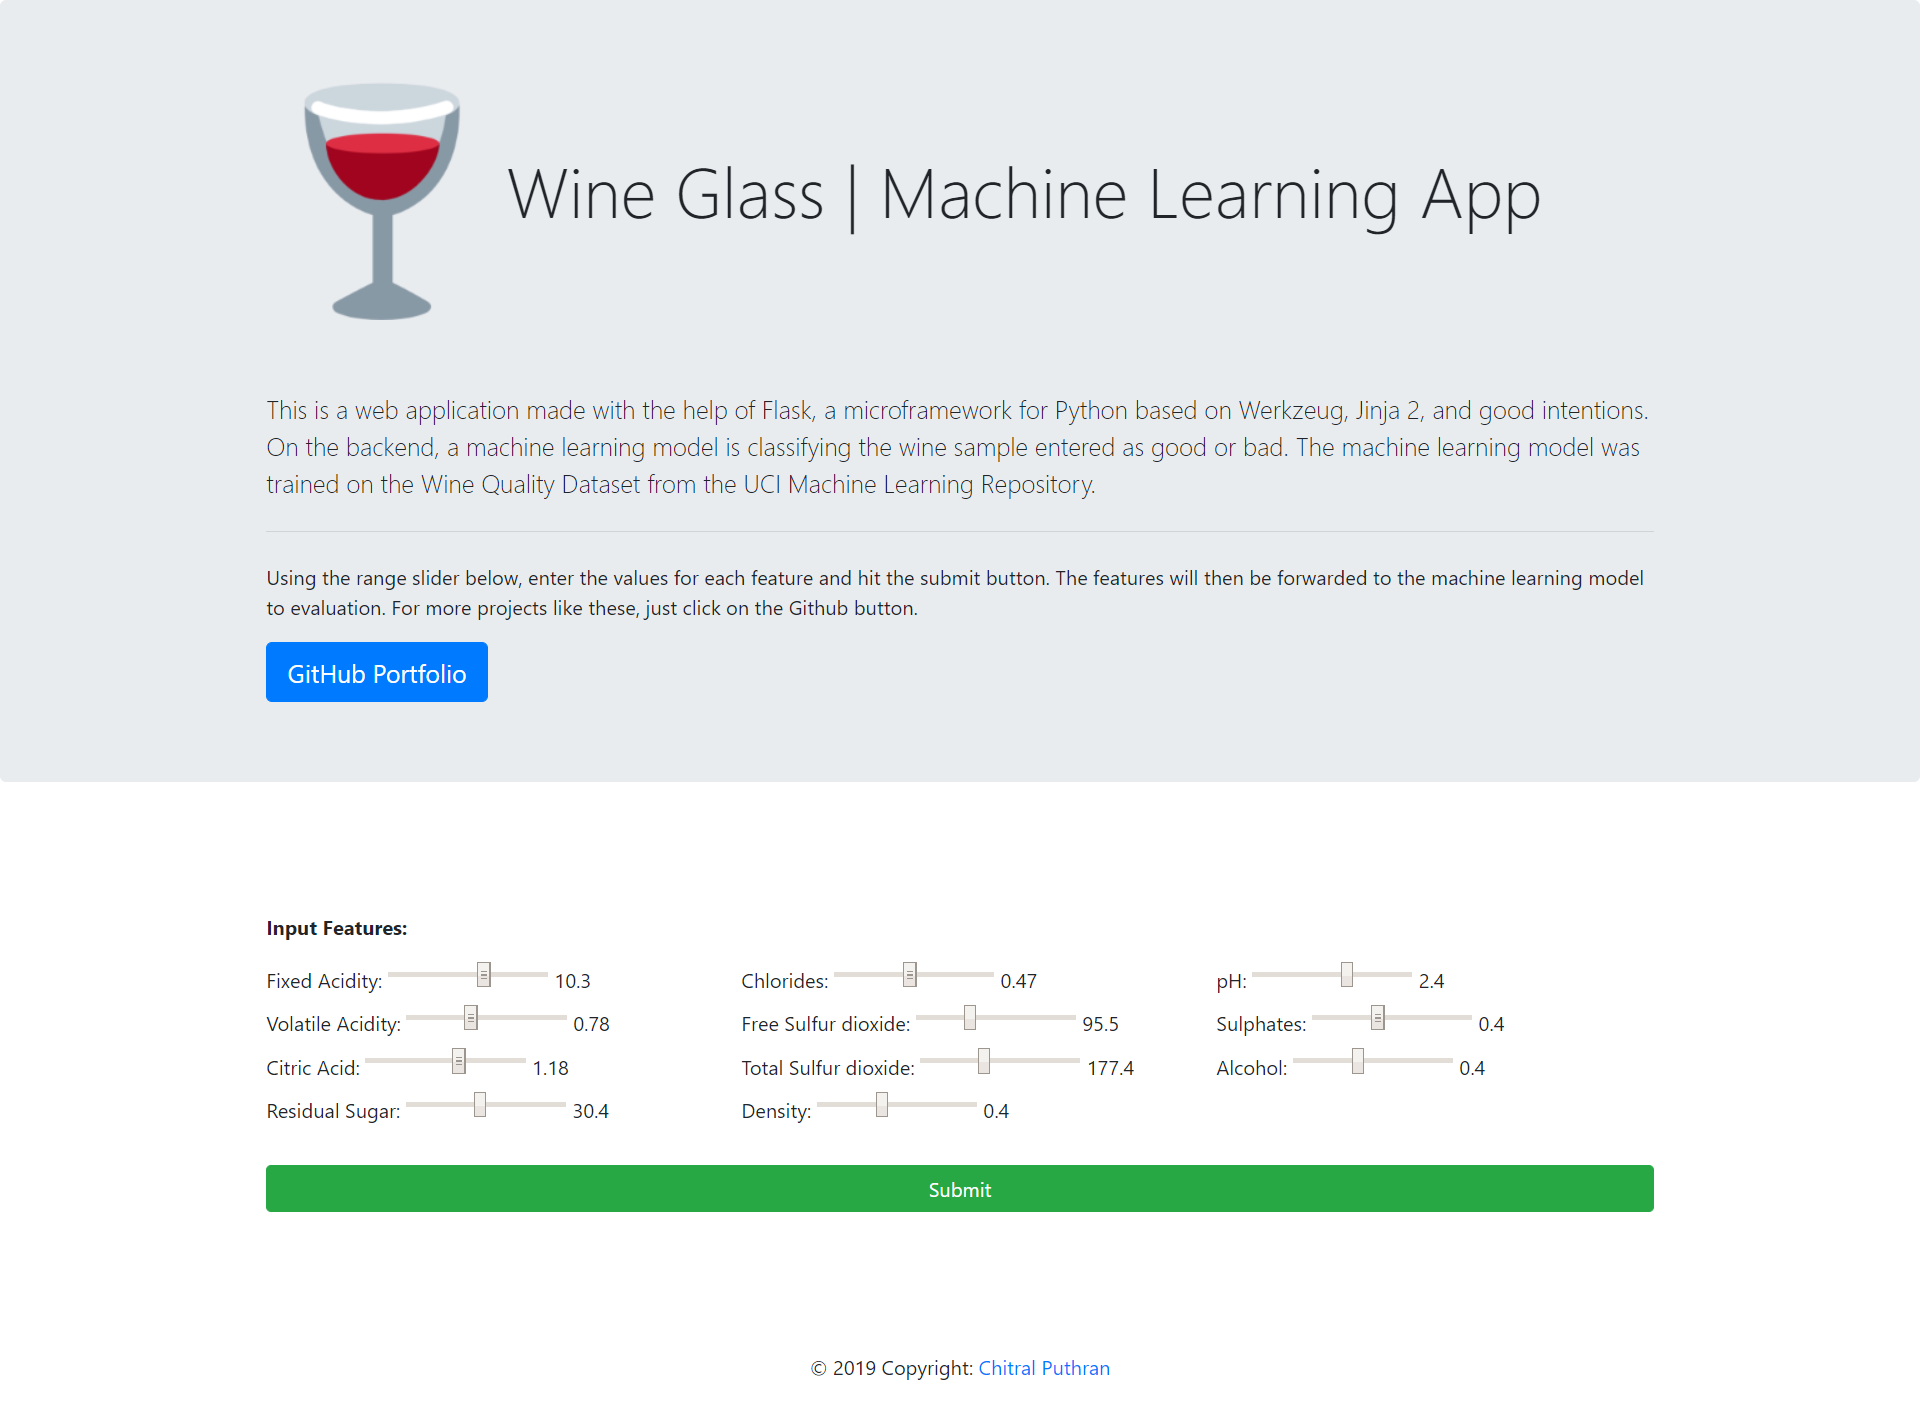 Wine Glass | Machine Learning App
This is a web application made with the help of Flask, a microframework for Python based on Werkzeug, Jinja 2, and good intentions.
On the backend, a machine learning model is classifying the wine sample entered as good or bad. The machine learning model was
trained on the Wine Quality Dataset from the UCI Machine Learning Repository.
Using the range slider below, enter the values for each feature and hit the submit button. The features will then be forwarded to the machine learning model
to evaluation. For more projects like these, just click on the Github button.
GitHub Portfolio
Input Features:
Fixed Acidity: 10.3
Volatile Acidity: 0.78
Citric Acid: 1.18
Residual Sugar: 30.4
Chlorides: 0.47
Free Sulfur dioxide: 95.5
Total Sulfur dioxide: 177.4
Density: 0.4
pH: 2.4
Sulphates: 0.4
Alcohol: 0.4
Submit
© 2019 Copyright: Chitral Puthran